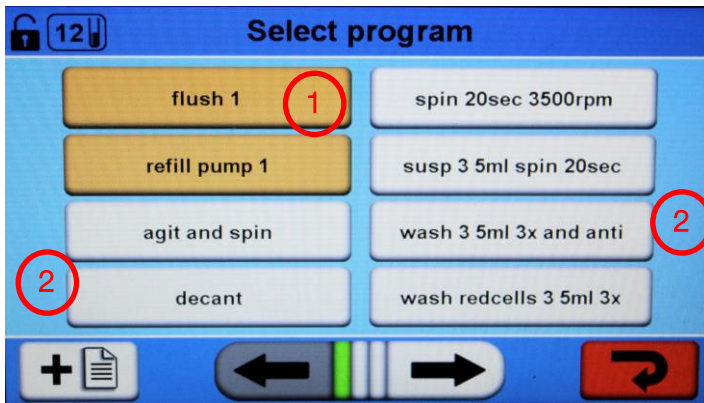 12
Select program
flush 1
1
refill pump 1
agit and spin
2
decant
spin 20sec 3500rpm
susp 3 5ml spin 20sec
wash 3 5ml 3x and anti
2
wash redcells 3 5ml 3x